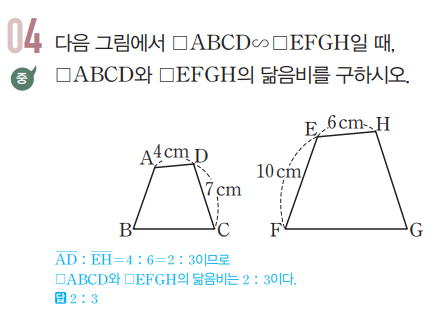 04
다음 그림에서 □ABCD∽□EFGH일 때,
중
□ABCD와 □EFGH의 닮음비를 구하시오.
E 6 cm H
A 4 cm D
10 cm
7 cm
B C F G
AD : EH=4 : 6=2 : 3이므로
□ABCD와 □EFGH의 닮음비는 2 : 3이다.
답 2 : 3